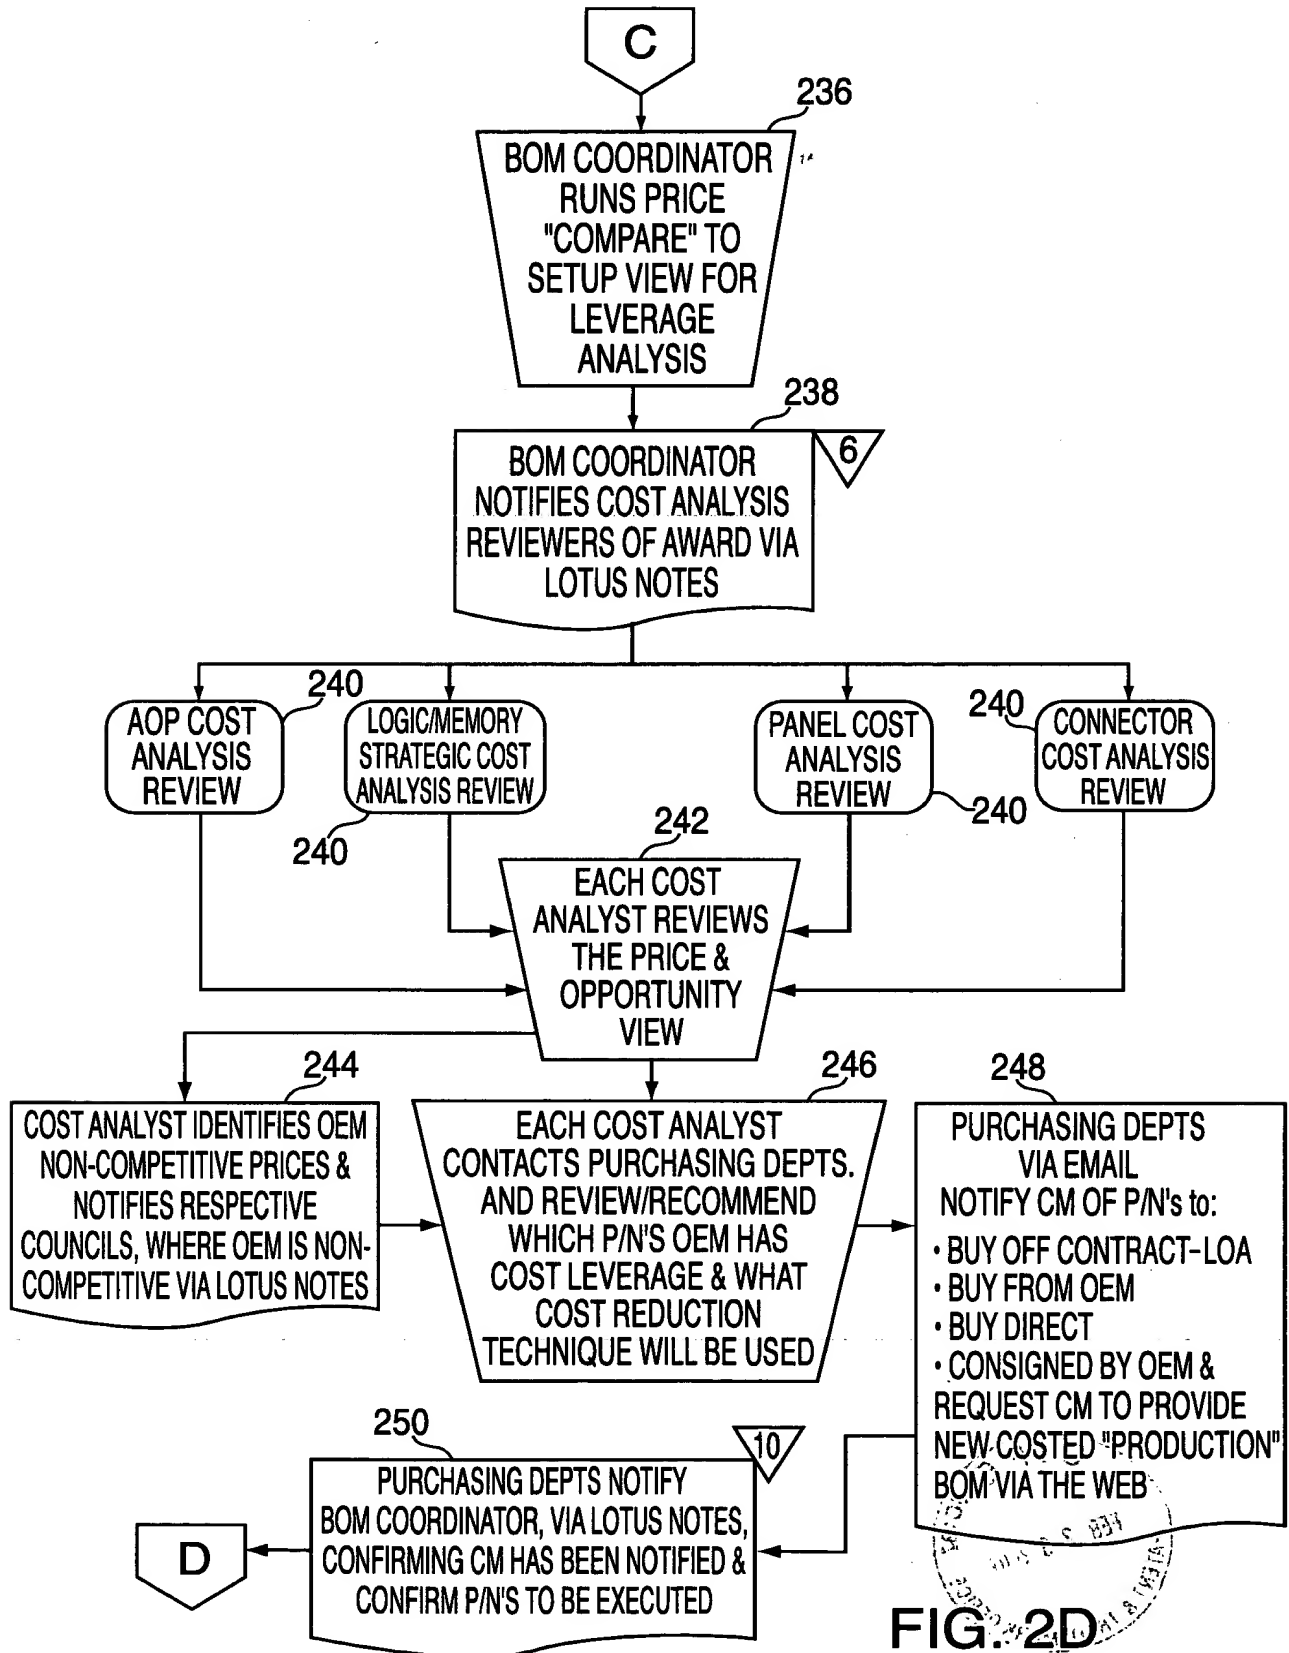 C
236
BOM COORDINATOR
RUNS PRICE
"COMPARE" TO
SETUP VIEW FOR
LEVERAGE
ANALYSIS
238
6
BOM COORDINATOR
NOTIFIES COST ANALYSIS
REVIEWERS OF AWARD VIA
LOTUS NOTES
240
AOP COST
ANALYSIS
REVIEW
LOGIC/MEMORY
STRATEGIC COST
ANALYSIS REVIEW
240
PANEL COST
ANALYSIS
REVIEW
240
240
CONNECTOR
COST ANALYSIS
REVIEW
242
EACH COST
ANALYST REVIEWS
THE PRICE &
OPPORTUNITY
VIEW
244
COST ANALYST IDENTIFIES OEM
NON-COMPETITIVE PRICES &
NOTIFIES RESPECTIVE
COUNCILS, WHERE OEM IS NON-
COMPETITIVE VIA LOTUS NOTES
246
EACH COST ANALYST
CONTACTS PURCHASING DEPTS.
AND REVIEW/RECOMMEND
WHICH P/N'S OEM HAS
COST LEVERAGE & WHAT
COST REDUCTION
TECHNIQUE WILL BE USED
248
PURCHASING DEPTS
VIA EMAIL
NOTIFY CM OF P/N's to:
• BUY OFF CONTRACT-LOA
• BUY FROM OEM
• BUY DIRECT
• CONSIGNED BY OEM &
REQUEST CM TO PROVIDE
NEW COSTED "PRODUCTION"
BOM VIA THE WEB
250
10
PURCHASING DEPTS NOTIFY
BOM COORDINATOR, VIA LOTUS NOTES,
CONFIRMING CM HAS BEEN NOTIFIED &
CONFIRM P/N'S TO BE EXECUTED
D
FIG. 2D